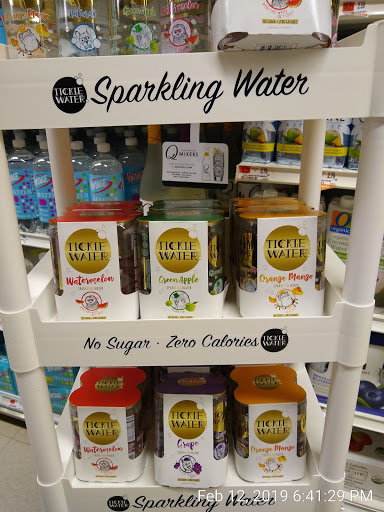 TICKLE
WATER
Sparkling Water
Q
MIXERS
TICKLE
WATER
Watermelon
TICKLE
WATER
Green Apple
TICKLE
WATER
Orange Mango
No Sugar · Zero Calories
TICKLE
WATER
TICKLE
WATER
Watermelon
TICKLE
WATER
Grape
TICKLE
WATER
Orange Mango
TICKLE
WATER
Sparkling Water
Feb 12, 2019 6:41:29 PM